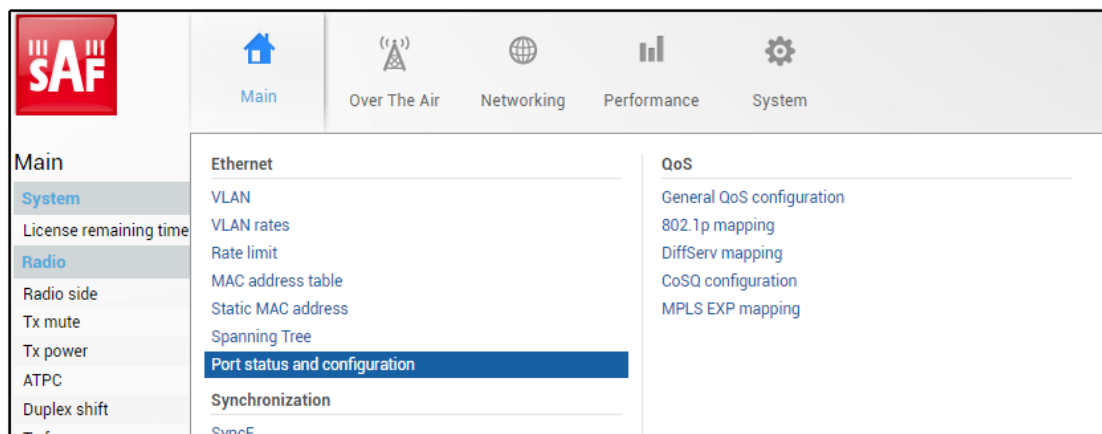 SAF
Main
Over The Air
Networking
Performance
System
Main
System
License remaining time
Radio
Radio side
Tx mute
Tx power
ATPC
Duplex shift
Ethernet
VLAN
VLAN rates
Rate limit
MAC address table
Static MAC address
Spanning Tree
Port status and configuration
Synchronization
SyncE
QoS
General QoS configuration
802.1p mapping
DiffServ mapping
CoSQ configuration
MPLS EXP mapping